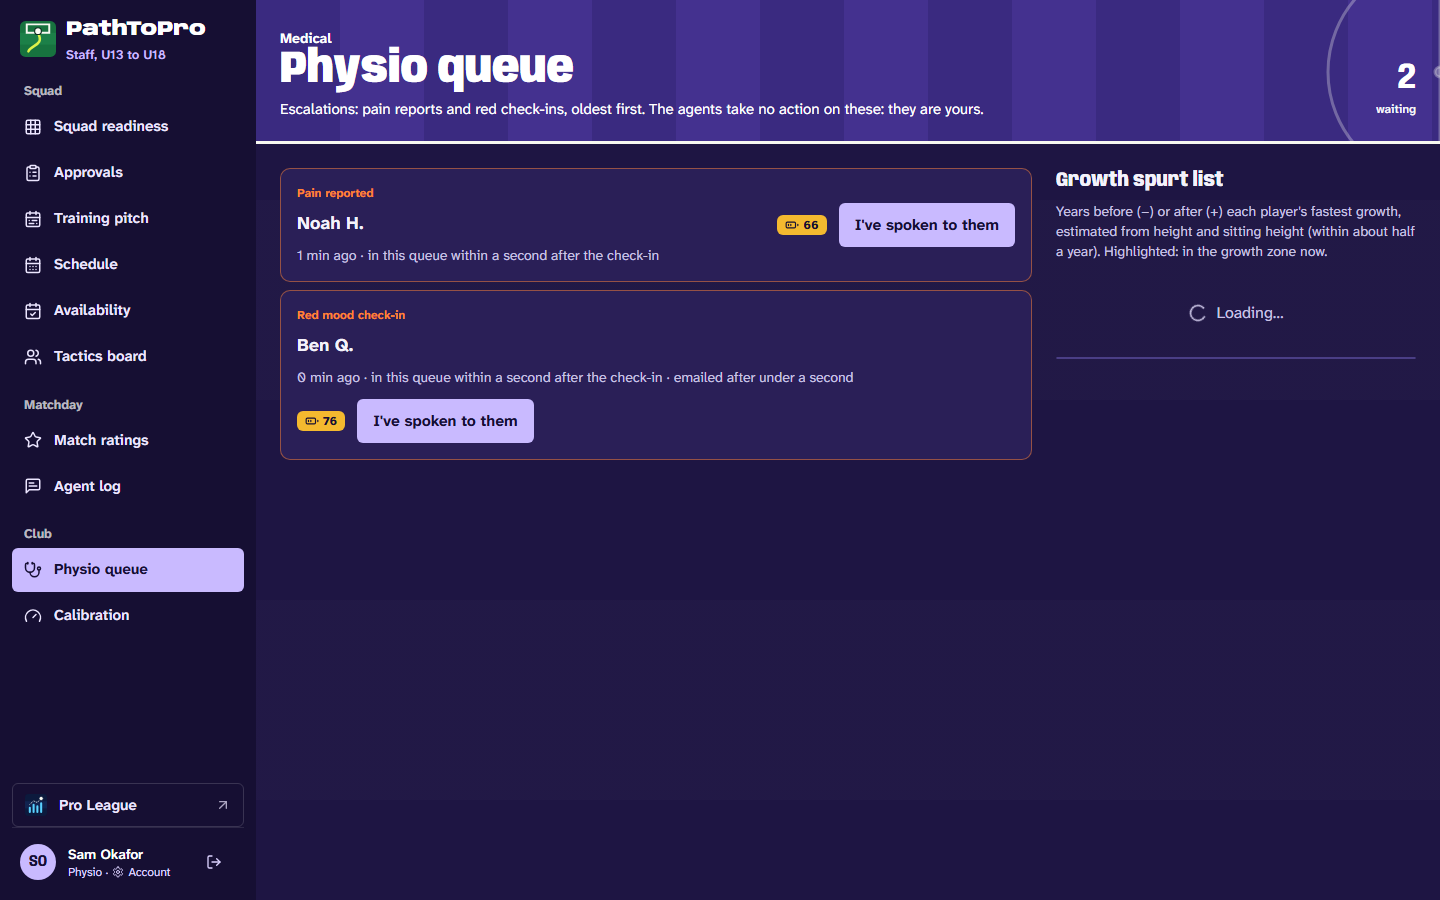 PathToPro
Staff, U13 to U18
Squad
Squad readiness
Approvals
Training pitch
Schedule
Availability
Tactics board
Matchday
Match ratings
Agent log
Club
Physio queue
Calibration
Pro League
SO
Sam Okafor
Physio · Account
Medical
Physio queue
Escalations: pain reports and red check-ins, oldest first. The agents take no action on these: they are yours.
2
waiting
Pain reported
Noah H.
66
I've spoken to them
1 min ago · in this queue within a second after the check-in
Red mood check-in
Ben Q.
0 min ago · in this queue within a second after the check-in · emailed after under a second
76
I've spoken to them
Growth spurt list
Years before (−) or after (+) each player's fastest growth,
estimated from height and sitting height (within about half
a year). Highlighted: in the growth zone now.
Loading...